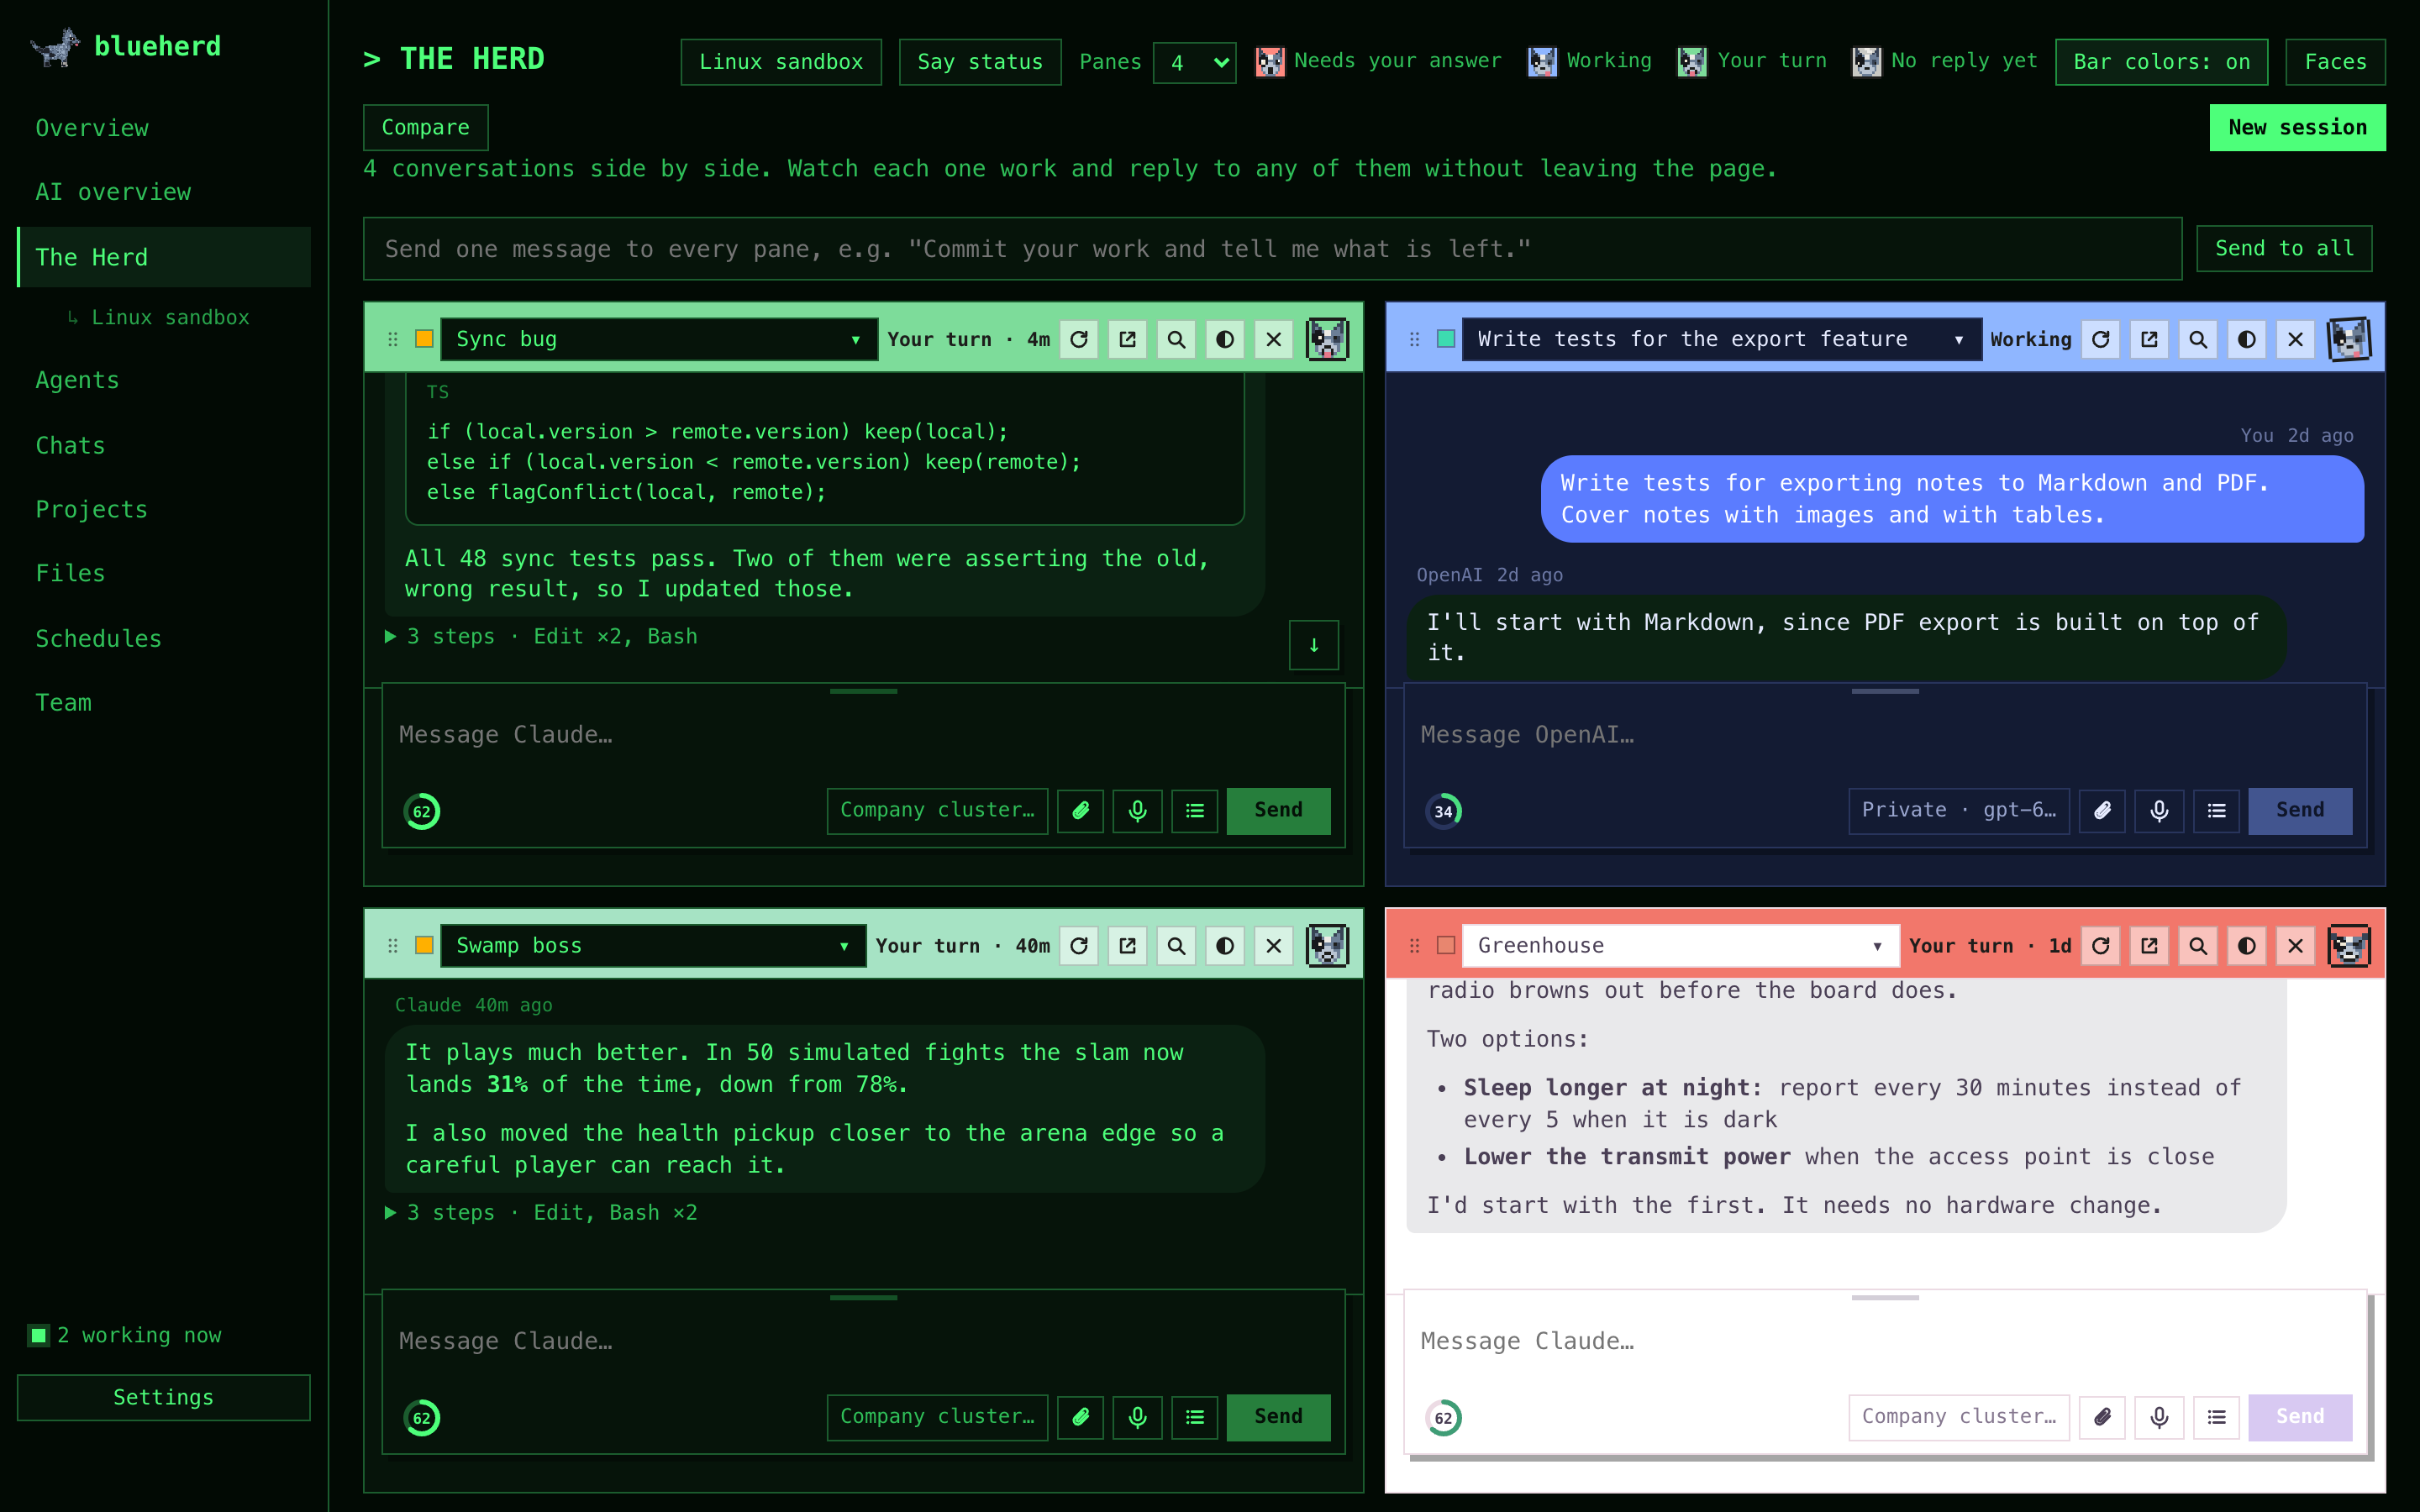 blueherd
Overview
AI overview
The Herd
↳ Linux sandbox
Agents
Chats
Projects
Files
Schedules
Team
2 working now
Settings
> THE HERD
Linux sandbox
Say status
Panes 4
Needs your answer
Working
Your turn
No reply yet
Bar colors: on
Faces
Compare
New session
4 conversations side by side. Watch each one work and reply to any of them without leaving the page.
Send one message to every pane, e.g. "Commit your work and tell me what is left."
Send to all
Sync bug
Your turn · 4m
TS
if (local.version > remote.version) keep(local);
else if (local.version < remote.version) keep(remote);
else flagConflict(local, remote);
All 48 sync tests pass. Two of them were asserting the old,
wrong result, so I updated those.
3 steps · Edit ×2, Bash
Message Claude…
62
Company cluster…
Send
Write tests for the export feature
Working
You 2d ago
Write tests for exporting notes to Markdown and PDF.
Cover notes with images and with tables.
OpenAI 2d ago
I'll start with Markdown, since PDF export is built on top of
it.
Message OpenAI…
34
Private · gpt-6…
Send
Swamp boss
Your turn · 40m
Claude 40m ago
It plays much better. In 50 simulated fights the slam now
lands 31% of the time, down from 78%.
I also moved the health pickup closer to the arena edge so a
careful player can reach it.
3 steps · Edit, Bash ×2
Message Claude…
62
Company cluster…
Send
Greenhouse
Your turn · 1d
radio browns out before the board does.
Two options:
• Sleep longer at night: report every 30 minutes instead of
every 5 when it is dark
• Lower the transmit power when the access point is close
I'd start with the first. It needs no hardware change.
Message Claude…
62
Company cluster…
Send